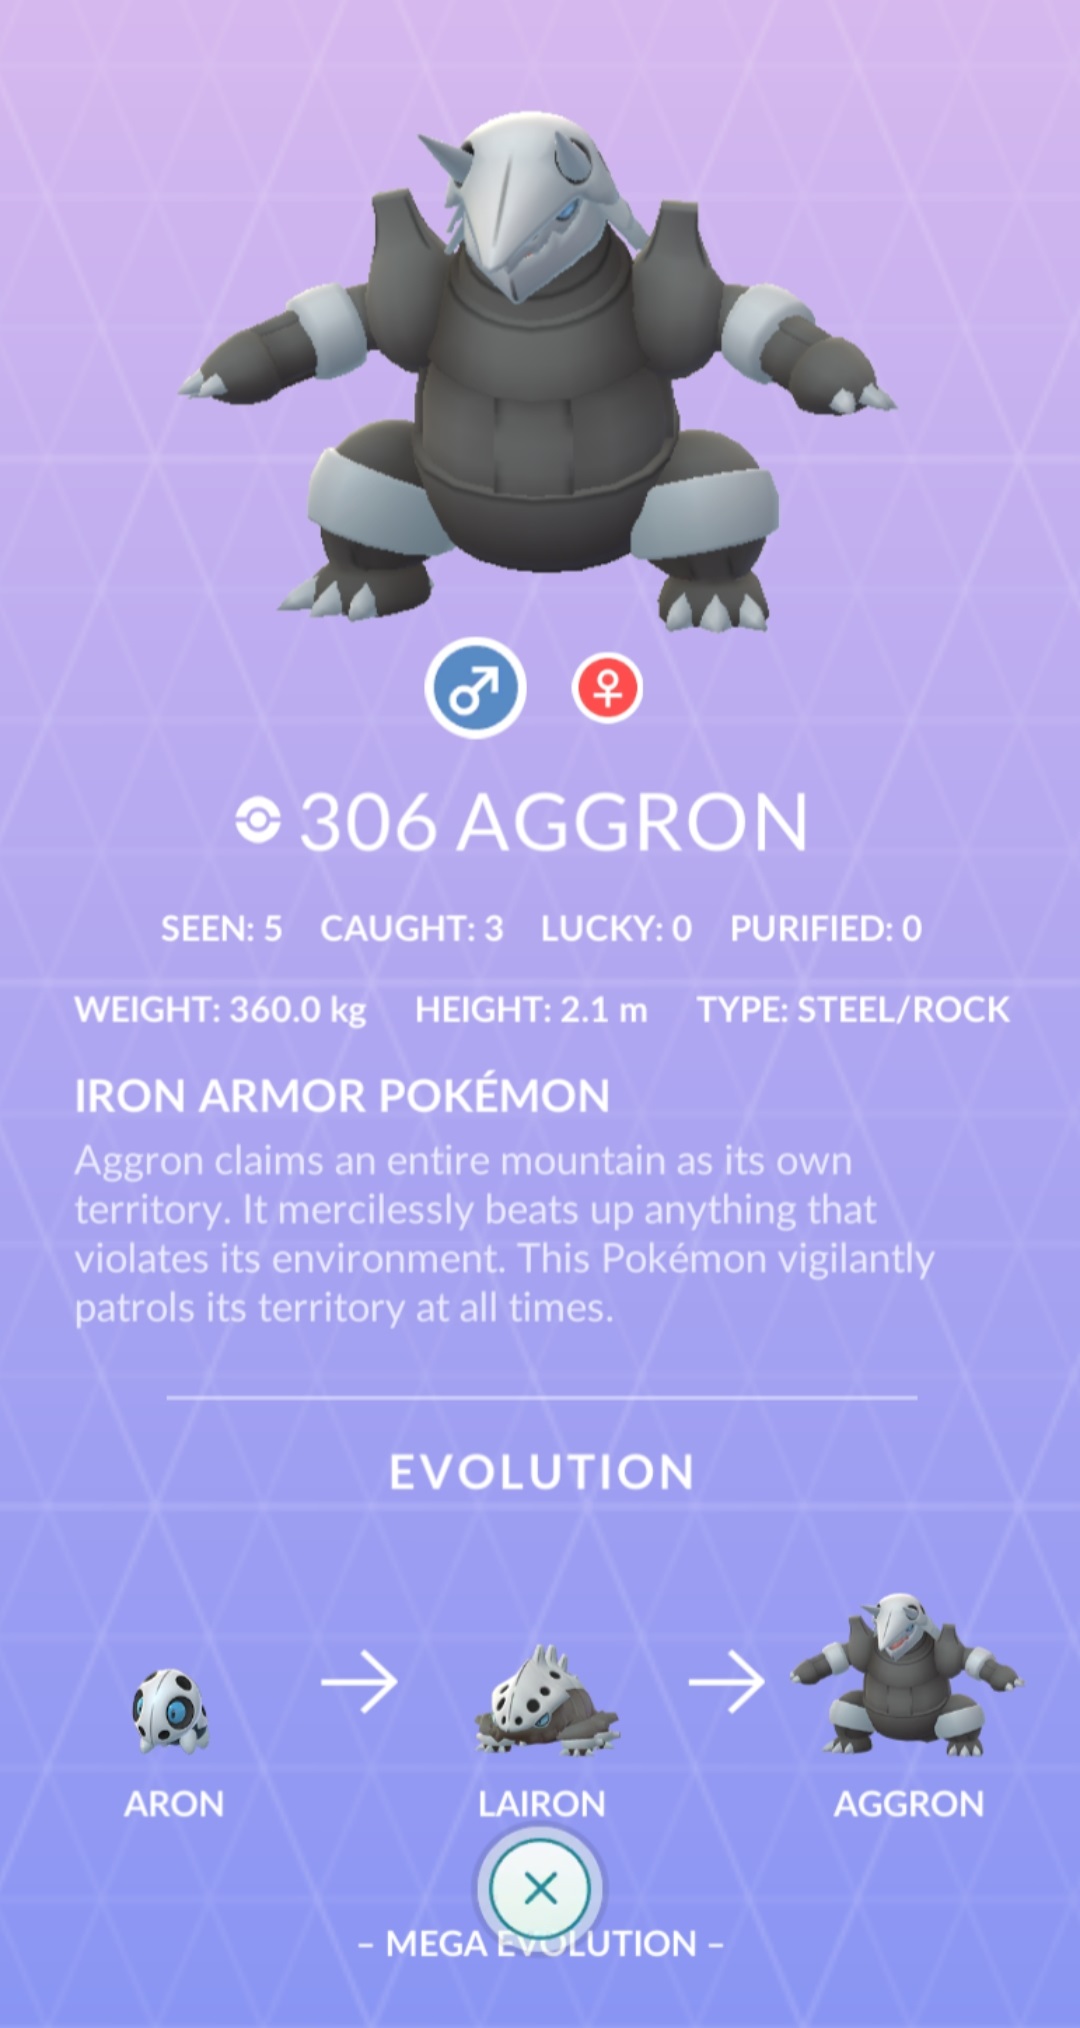 306 AGGRON
SEEN: 5 CAUGHT: 3 LUCKY: 0 PURIFIED: 0
WEIGHT: 360.0 kg HEIGHT: 2.1 m TYPE: STEEL/ROCK
IRON ARMOR POKÉMON
Aggron claims an entire mountain as its own
territory. It mercilessly beats up anything that
violates its environment. This Pokémon vigilantly
patrols its territory at all times.
EVOLUTION
ARON LAIRON AGGRON
– MEGA EVOLUTION –